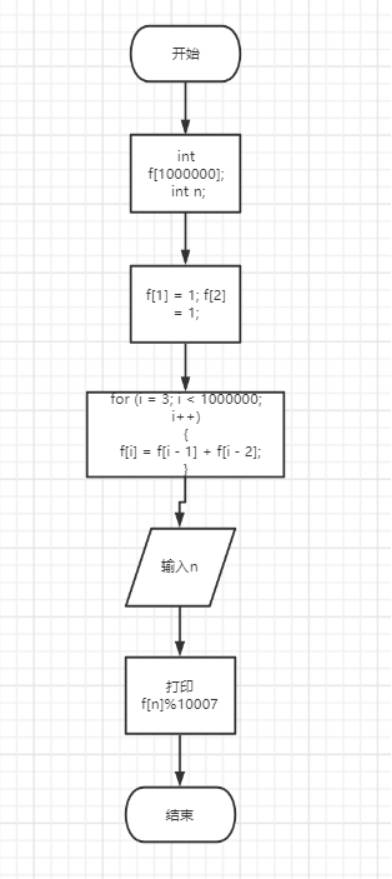 开始
int
f[1000000];
int n;
f[1] = 1; f[2]
= 1;
for (i = 3; i < 1000000;
i++)
{
f[i] = f[i - 1] + f[i - 2];
}
输入n
打印
f[n]%10007
结束